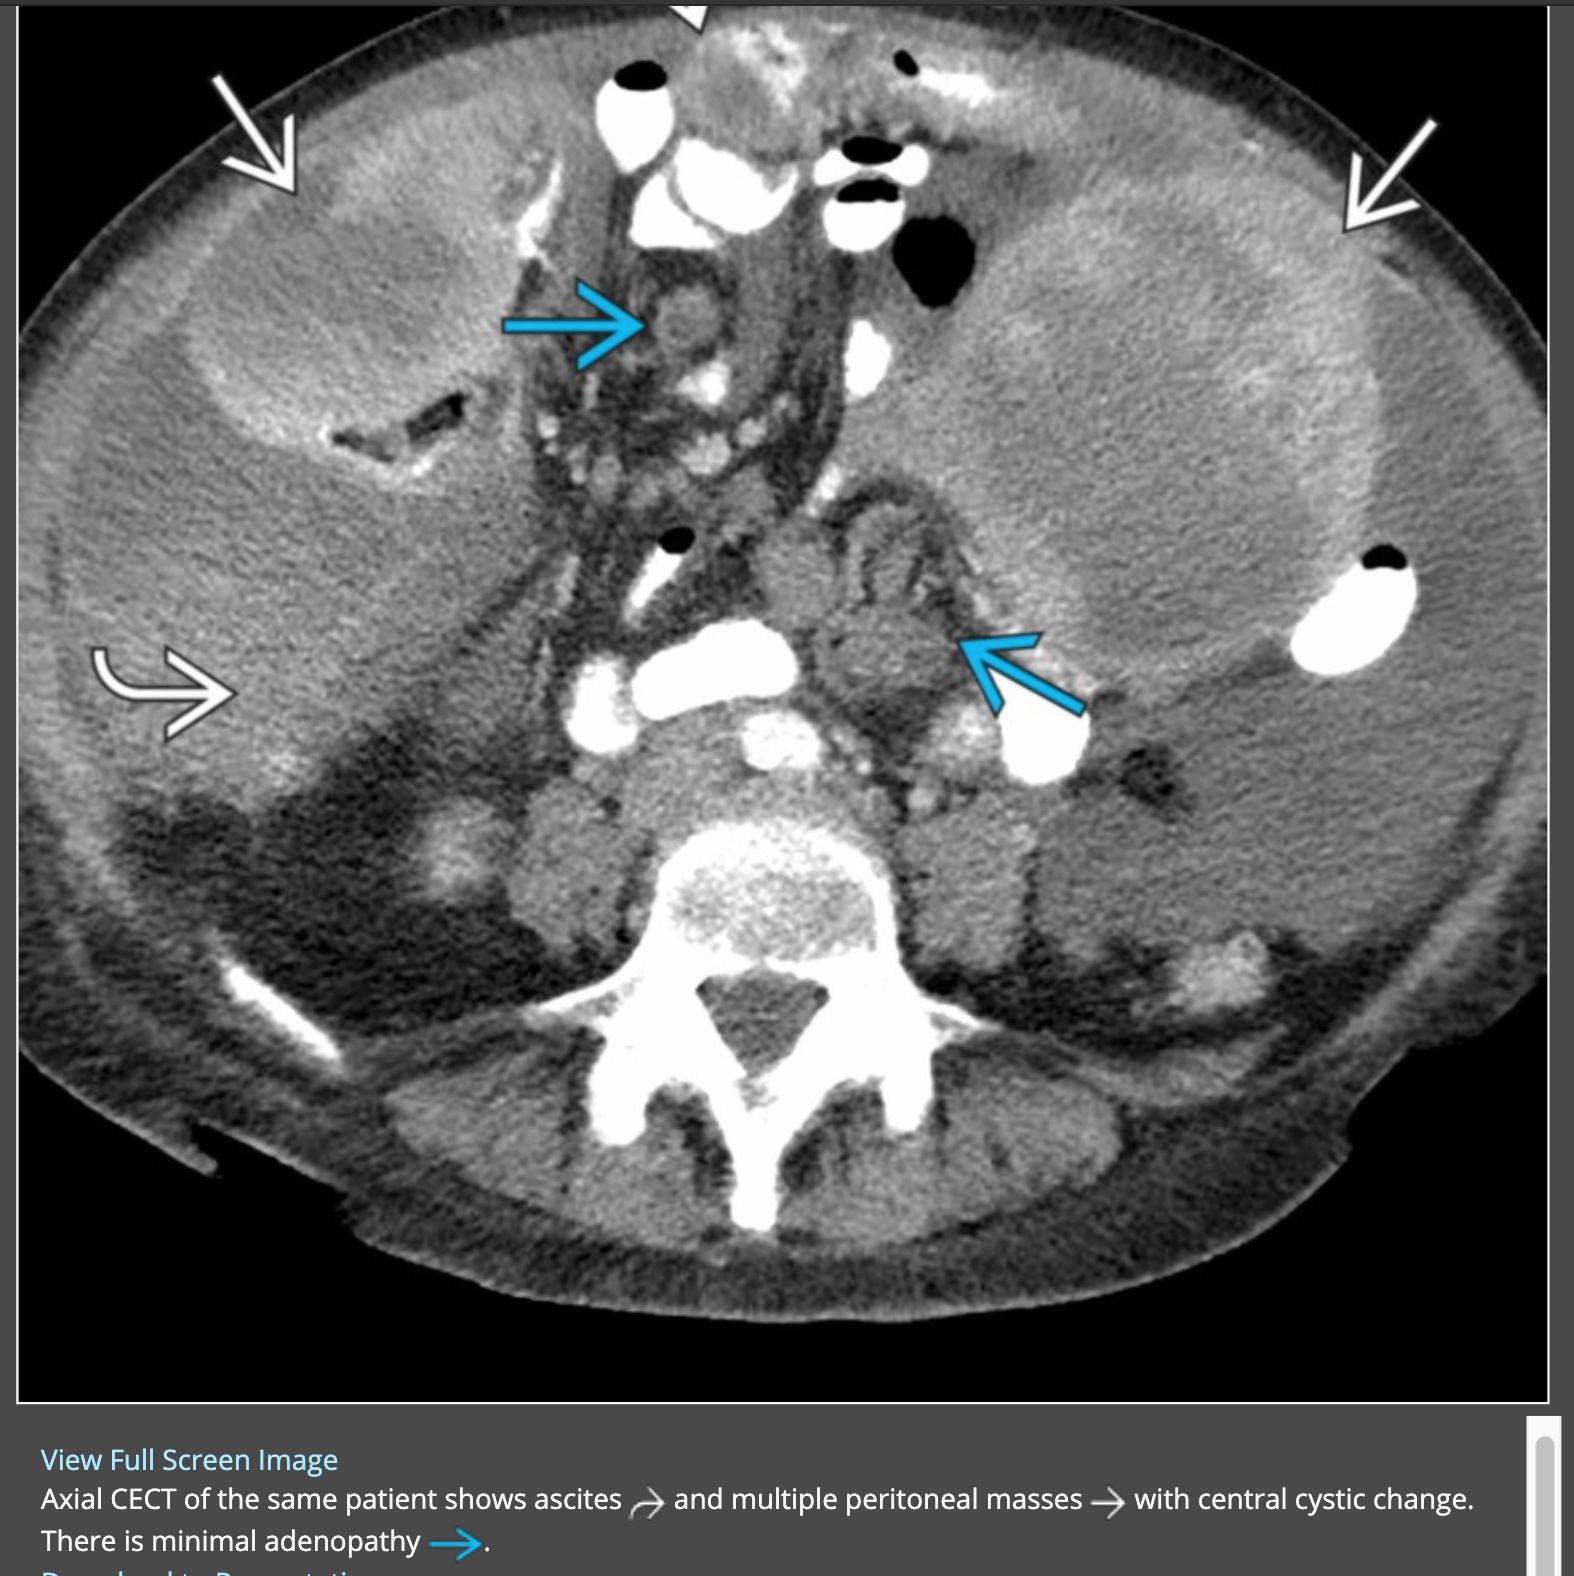 View Full Screen Image
Axial CECT of the same patient shows ascites and multiple peritoneal masses with central cystic change.
There is minimal adenopathy .